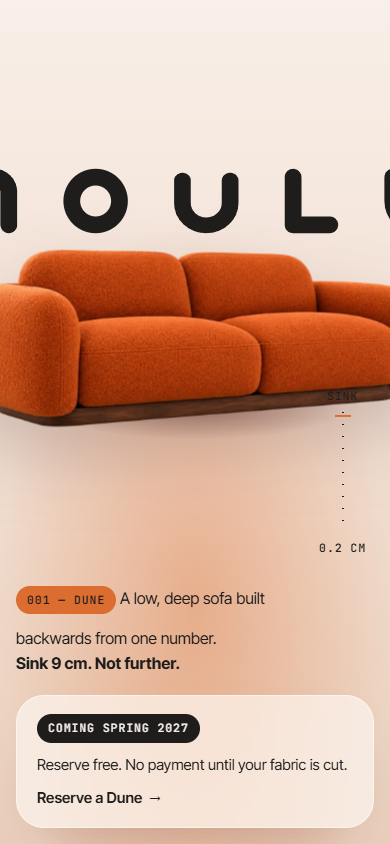 OUL
SINK
0.2 CM
001 — DUNE A low, deep sofa built
backwards from one number.
Sink 9 cm. Not further.
COMING SPRING 2027
Reserve free. No payment until your fabric is cut.
Reserve a Dune →